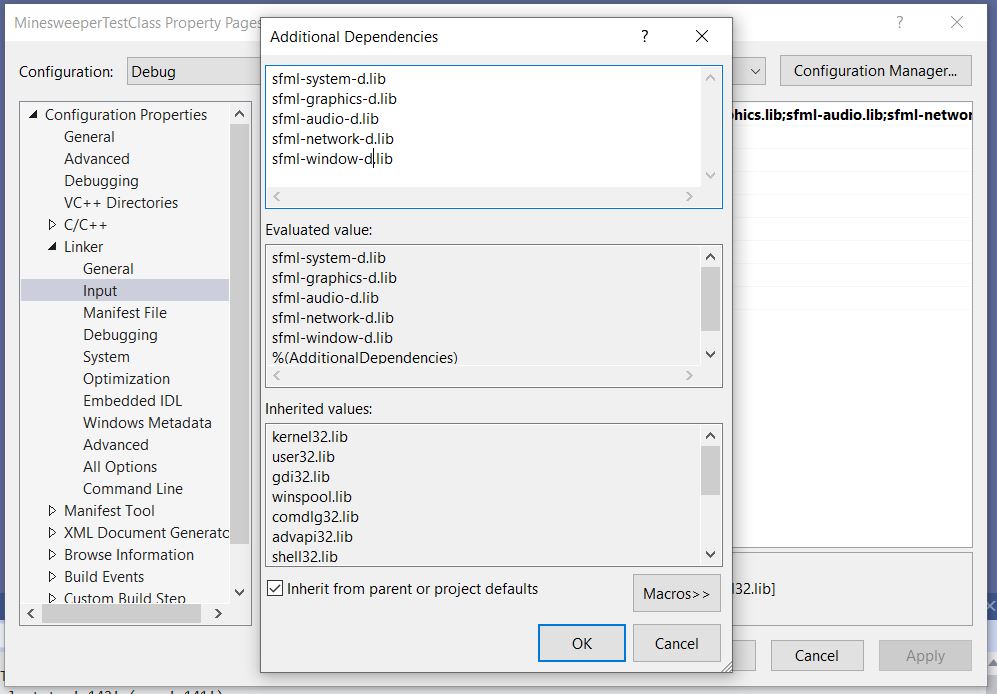 MinesweeperTestClass Property Pages
Additional Dependencies
?
?
Configuration:
Debug
Configuration Manager...
Configuration Properties
General
Advanced
Debugging
VC++ Directories
C/C++
Linker
General
Input
Manifest File
Debugging
System
Optimization
Embedded IDL
Windows Metadata
Advanced
All Options
Command Line
Manifest Tool
XML Document Generato
Browse Information
Build Events
Custom Build Step
sfml-system-d.lib
sfml-graphics-d.lib
sfml-audio-d.lib
sfml-network-d.lib
sfml-window-d.lib
Evaluated value:
sfml-system-d.lib
sfml-graphics-d.lib
sfml-audio-d.lib
sfml-network-d.lib
sfml-window-d.lib
%(AdditionalDependencies)
Inherited values:
kernel32.lib
user32.lib
gdi32.lib
winspool.lib
comdlg32.lib
advapi32.lib
shell32.lib
Inherit from parent or project defaults
Macros>>
OK
Cancel
hics.lib;sfml-audio.lib;sfml-networ
32.lib]
Cancel
Apply